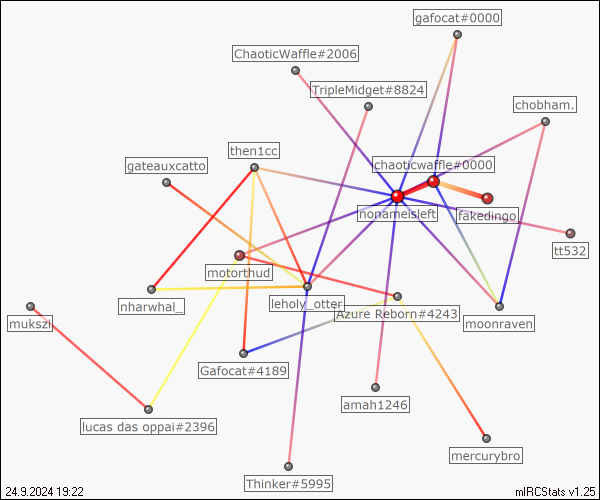 gafocat#0000
ChaoticWaffle#2006
TripleMidget#8824
chobham.
then1cc
chaoticwaffle#0000
gateauxcatto
nonameisleft
fakedingo_
tt532
motorthud
nharwhal_
leholy_otter
Azure Reborn#4243
moonraven
mukszi
Gafocat#4189
amah1246
lucas das oppai#2396
mercurybro
Thinker#5995
24.9.2024 19:22
mIRCStats v1.25